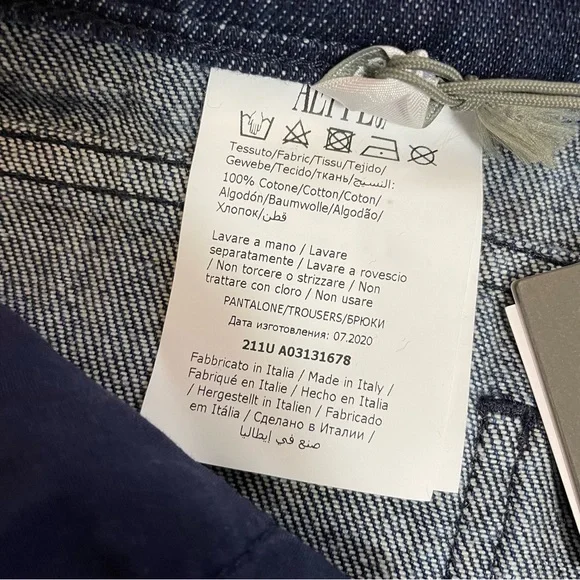 Tessuto/Fabric/Tissu/Tejido/
Gewebe/Tecido/ткань/النسيج:
100% Cotone/Cotton/Coton/
Algodón/Baumwolle/Algodão/
Хлопок/قطن
Lavare a mano / Lavare
separatamente / Lavare a rovescio
/ Non torcere o strizzare / Non
trattare con cloro / Non usare
PANTALONE/TROUSERS/БРЮКИ
Дата изготовления: 07.2020
211U A03131678
Fabbricato in Italia / Made in Italy /
Fabriqué en Italie / Hecho en Italia
/ Hergestellt in Italien / Fabricado
em Itália / Сделано в Италии /
صنع في إيطاليا